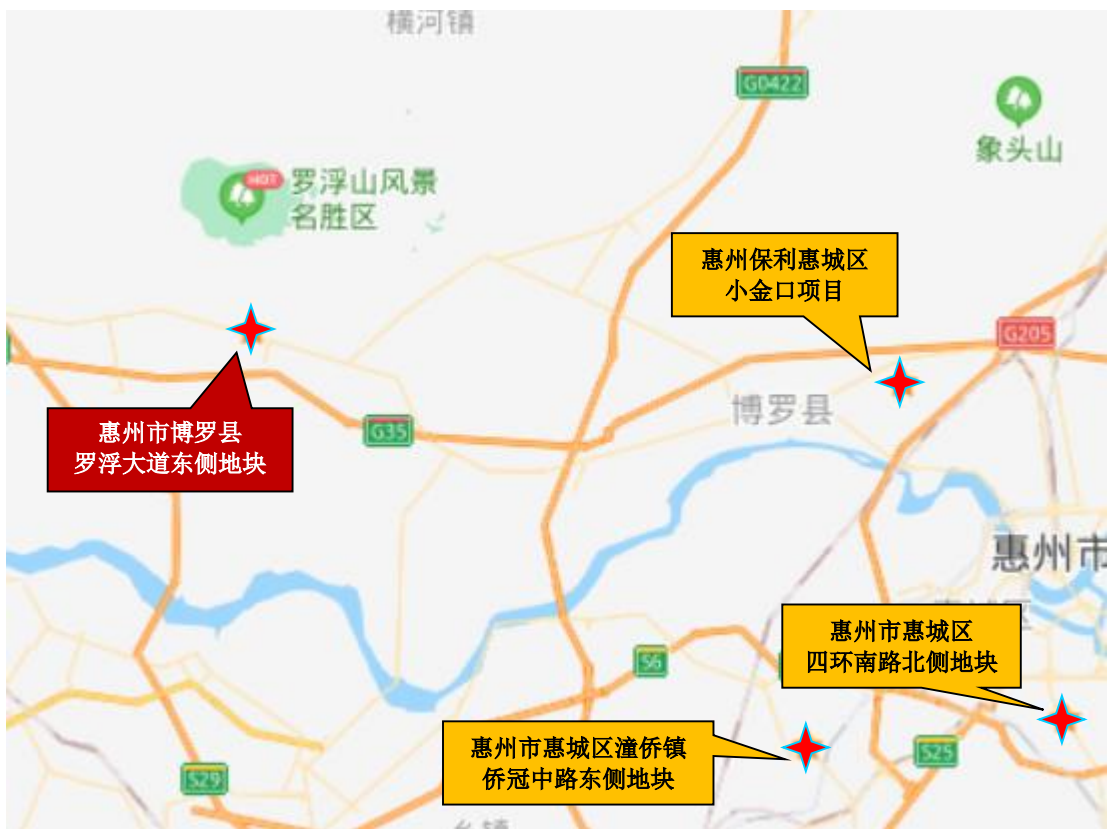 横河镇
G0422
象头山
HOT
罗浮山风景
名胜区
惠州保利惠城区
小金口项目
G205
博罗县
惠州市博罗县
罗浮大道东侧地块
G35
惠州市
惠州市惠城区
四环南路北侧地块
S6
惠州市惠城区潼侨镇
侨冠中路东侧地块
S25
S29